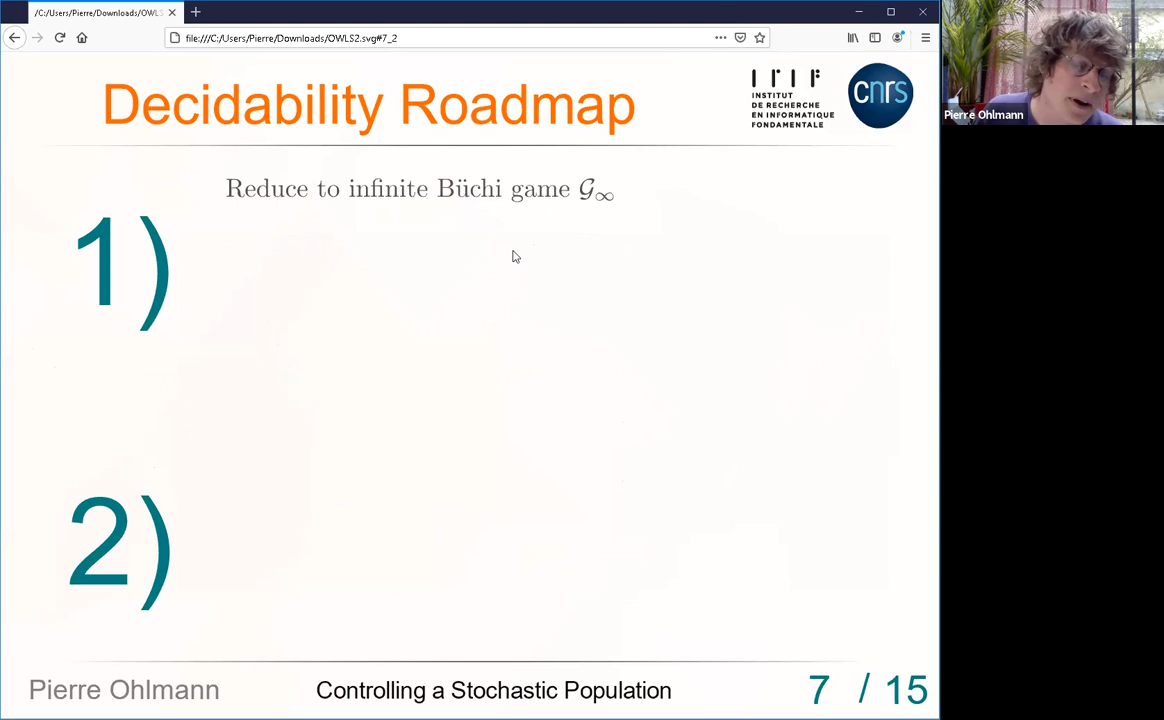 /C:/Users/Pierre/Downloads/OWLS
file:///C:/Users/Pierre/Downloads/OWLS2.svg#7_2
Decidability Roadmap
INSTITUT
DE RECHERCHE
EN INFORMATIQUE
FONDAMENTALE
cnrs
Pierre Ohlmann
Reduce to infinite Büchi game 𝒢∞
1)
2)
Pierre Ohlmann
Controlling a Stochastic Population
7 / 15